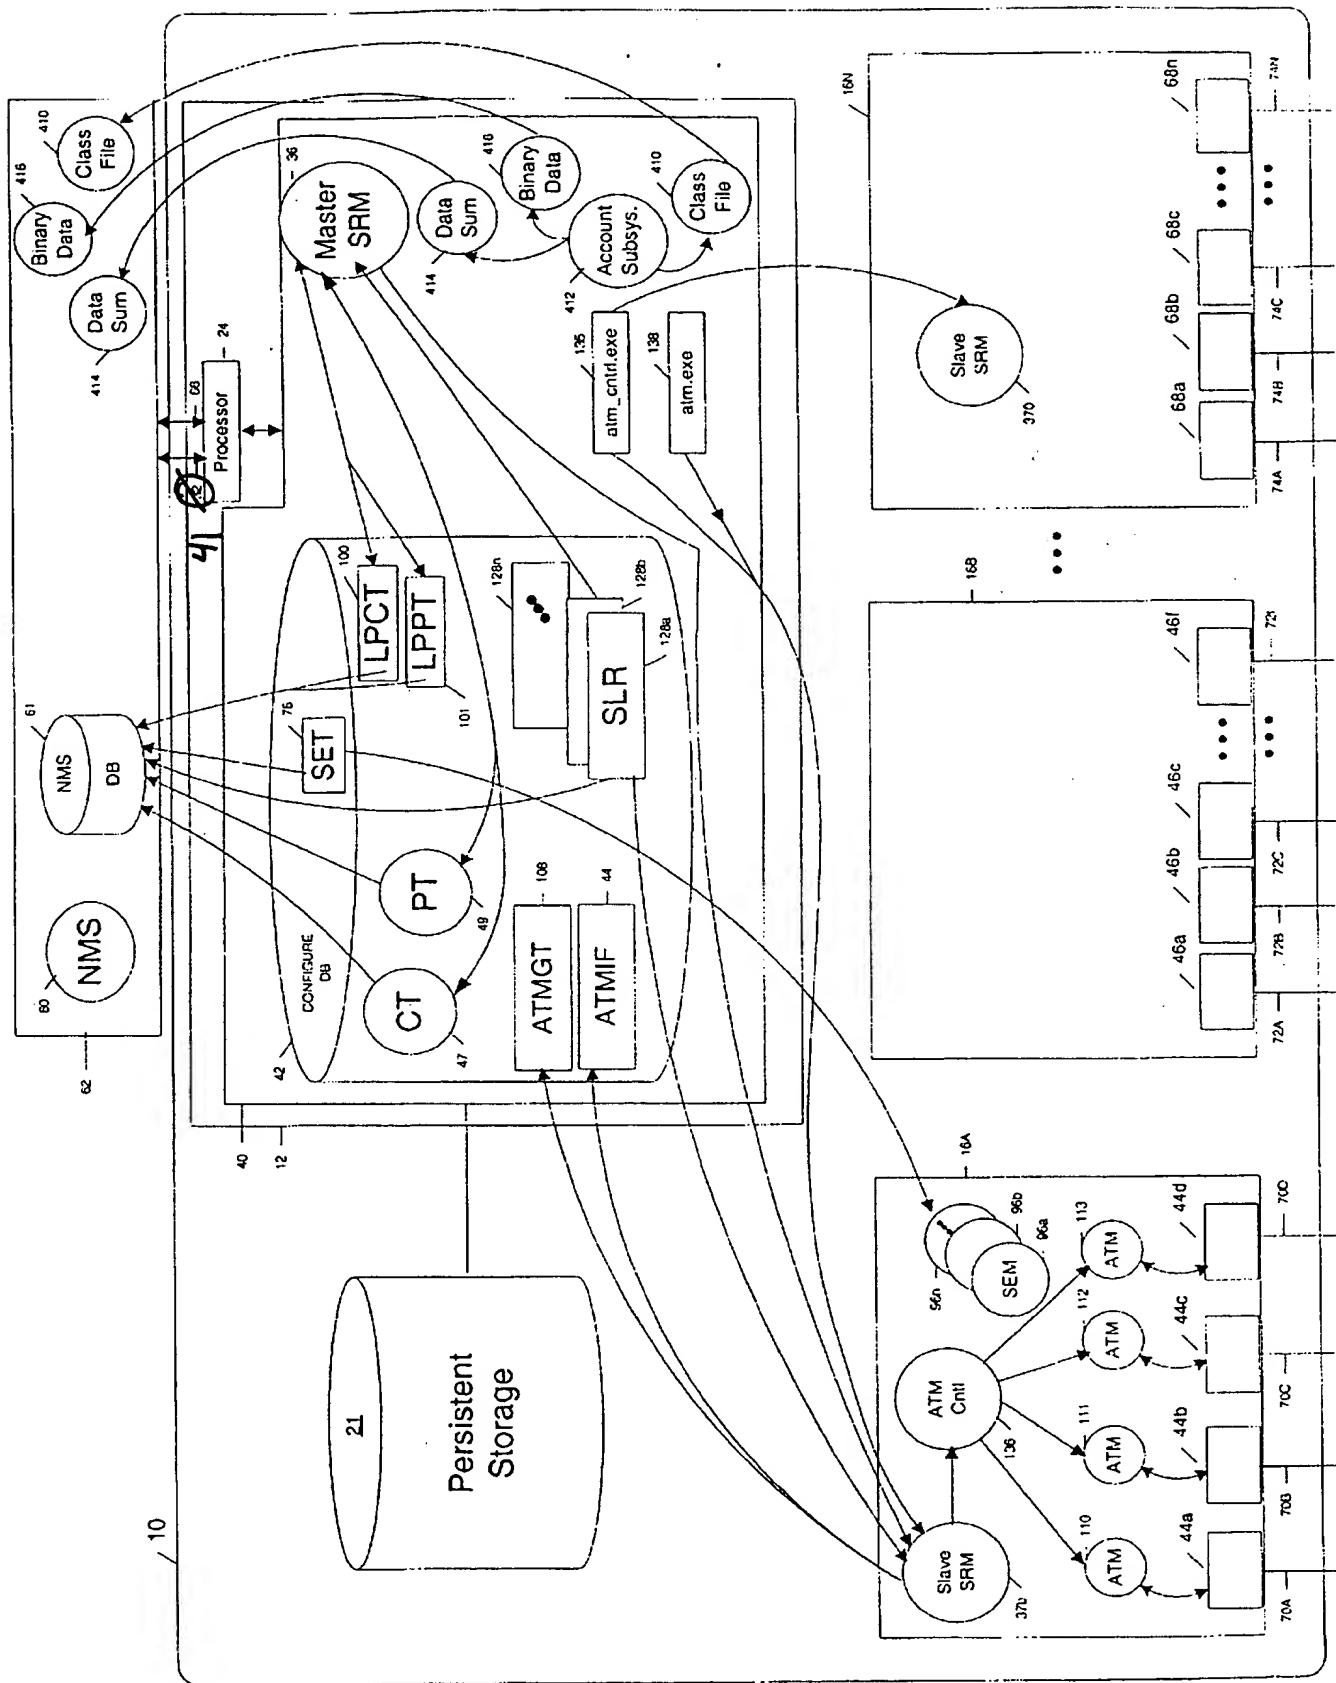 62
60
NMS
61
NMS
DB
414
Data
Sum
416
Binary
Data
410
Class
File
10
21
Persistent
Storage
40
12
41
68
24
Processor
36
Master
SRM
42
CONFIGURE
DB
CT
47
PT
49
SET
76
100
LPCT
LPPT
101
ATMGT
108
ATMIF
44
128n
128b
128a
SLR
Data
Sum
414
416
Binary
Data
412
Account
Subsys.
410
Class
File
135
atm_cntrl.exe
138
atm.exe
16A
Slave
SRM
37b
ATM
Cntl
136
96n
96b
96a
SEM
110
ATM
111
ATM
112
ATM
113
ATM
44a
44b
44c
44d
70A
70B
70C
70D
16B
46a
46b
46c
46f
72A
72B
72C
72f
16N
Slave
SRM
370
68a
68b
68c
68n
74A
74B
74C
74N